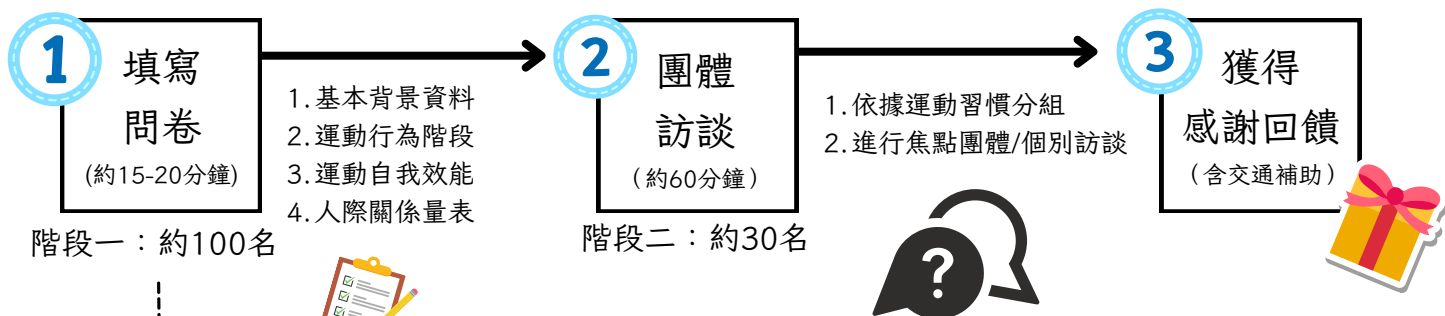 1
填寫
問卷
(約15-20分鐘)
階段一：約100名
1.基本背景資料
2.運動行為階段
3.運動自我效能
4.人際關係量表
2
團體
訪談
（約60分鐘）
階段二：約30名
1.依據運動習慣分組
2.進行焦點團體/個別訪談
?
3
獲得
感謝回饋
（含交通補助）